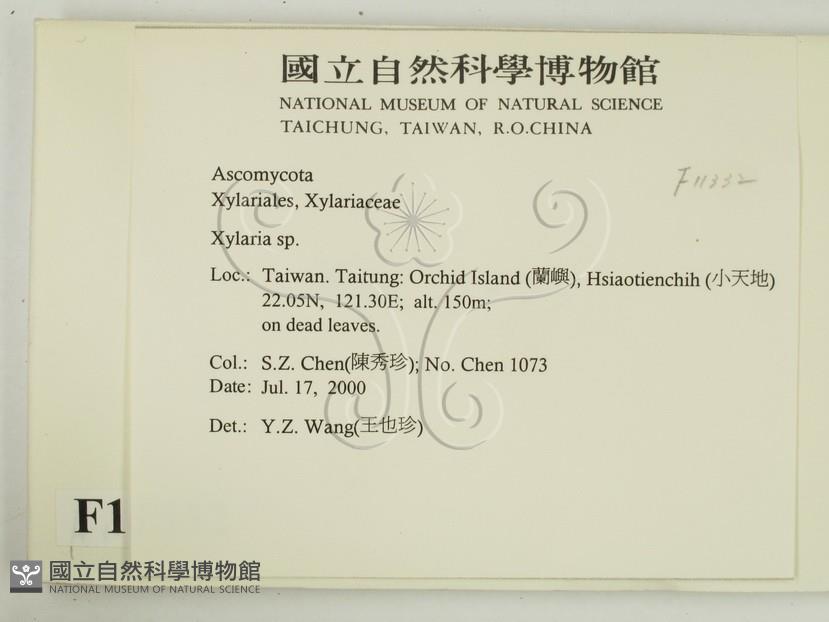 國立自然科學博物館
NATIONAL MUSEUM OF NATURAL SCIENCE
TAICHUNG, TAIWAN, R.O.CHINA
F11332
Ascomycota
Xylariales, Xylariaceae
Xylaria sp.
Loc.: Taiwan. Taitung: Orchid Island (蘭嶼), Hsiaotienchih (小天地)
22.05N, 121.30E; alt. 150m;
on dead leaves.
Col.: S.Z. Chen(陳秀珍); No. Chen 1073
Date: Jul. 17, 2000
Det.: Y.Z. Wang(王也珍)
F1
國立自然科學博物館
NATIONAL MUSEUM OF NATURAL SCIENCE